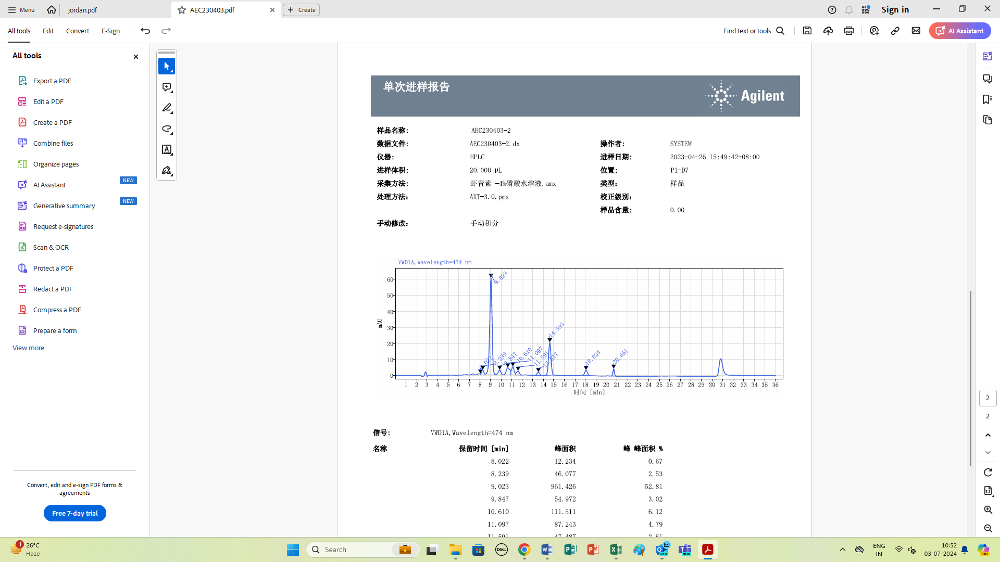 Menu
jordan.pdf
AEC230403.pdf
Create
Sign in
All tools
Edit
Convert
E-Sign
Find text or tools
AI Assistant
All tools
Export a PDF
Edit a PDF
Create a PDF
Combine files
Organize pages
AI Assistant NEW
Generative summary NEW
Request e-signatures
Scan & OCR
Protect a PDF
Redact a PDF
Compress a PDF
Prepare a form
View more
Convert, edit and e-sign PDF forms &
agreements
Free 7-day trial
单次进样报告
Agilent
样品名称: AEC230403-2
数据文件: AEC230403-2.dx 操作者: SYSTEM
仪器: HPLC 进样日期: 2023-04-26 15:49:42+08:00
进样体积: 20.000 μL 位置: P1-D7
采集方法: 虾青素 -4%磷酸水溶液.amx 类型: 样品
处理方法: AXT-3.0.pmx 校正级别:
样品含量: 0.00
手动修改: 手动积分
VWD1A,Wavelength=474 nm
mAU
60
50
40
30
20
10
0
9.023
8.239
9.847
10.610
11.097
11.591
13.517
14.593
18.034
20.651
1 2 3 4 5 6 7 8 9 10 11 12 13 14 15 16 17 18 19 20 21 22 23 24 25 26 27 28 29 30 31 32 33 34 35 36
时间 [min]
信号: VWD1A,Wavelength=474 nm
名称 保留时间 [min] 峰面积 峰 峰面积 %
8.022 12.234 0.67
8.239 46.077 2.53
9.023 961.426 52.81
9.847 54.972 3.02
10.610 111.511 6.12
11.097 87.243 4.79
11.591 47.487 2.61
2
2
1
26°C
Haze
Search
DELL
NEW
NEW
ENG
IN
10:52
03-07-2024
PRE